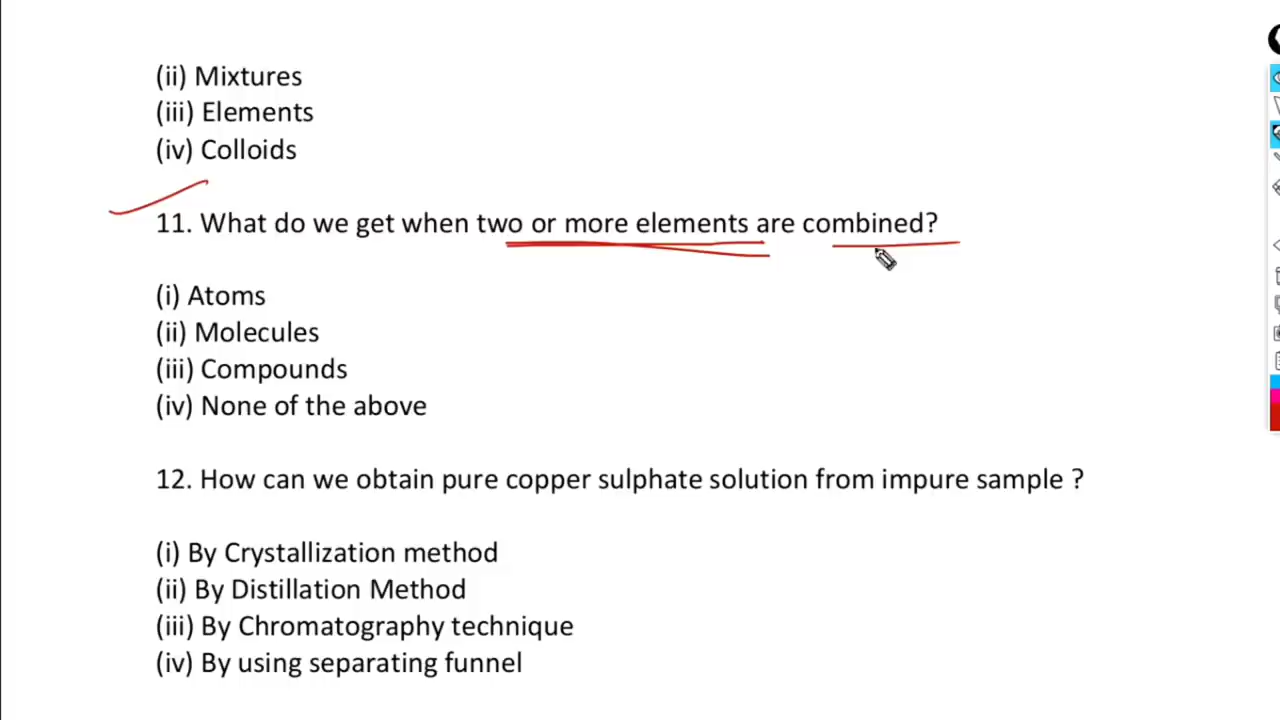 (ii) Mixtures
(iii) Elements
(iv) Colloids
11. What do we get when two or more elements are combined?
(i) Atoms
(ii) Molecules
(iii) Compounds
(iv) None of the above
12. How can we obtain pure copper sulphate solution from impure sample ?
(i) By Crystallization method
(ii) By Distillation Method
(iii) By Chromatography technique
(iv) By using separating funnel